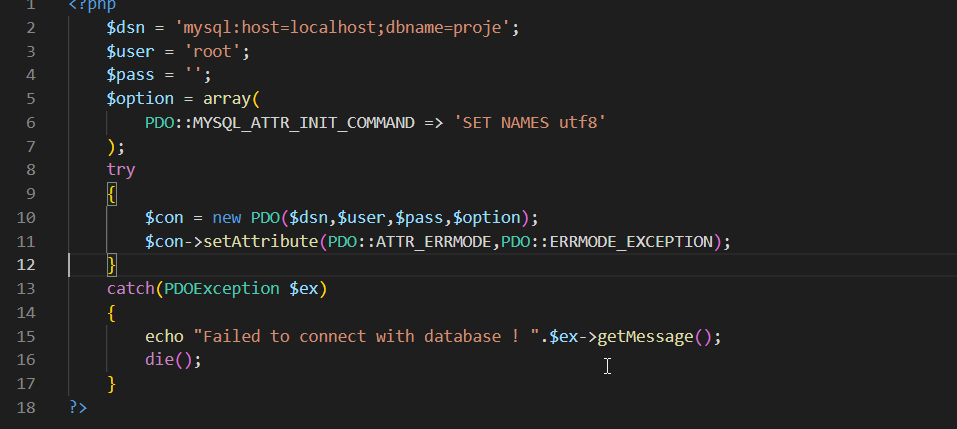 1 <?php
2 $dsn = 'mysql:host=localhost;dbname=proje';
3 $user = 'root';
4 $pass = '';
5 $option = array(
6 PDO::MYSQL_ATTR_INIT_COMMAND => 'SET NAMES utf8'
7 );
8 try
9 {
10 $con = new PDO($dsn,$user,$pass,$option);
11 $con->setAttribute(PDO::ATTR_ERRMODE,PDO::ERRMODE_EXCEPTION);
12 }
13 catch(PDOException $ex)
14 {
15 echo "Failed to connect with database ! ".$ex->getMessage();
16 die();
17 }
18 ?>